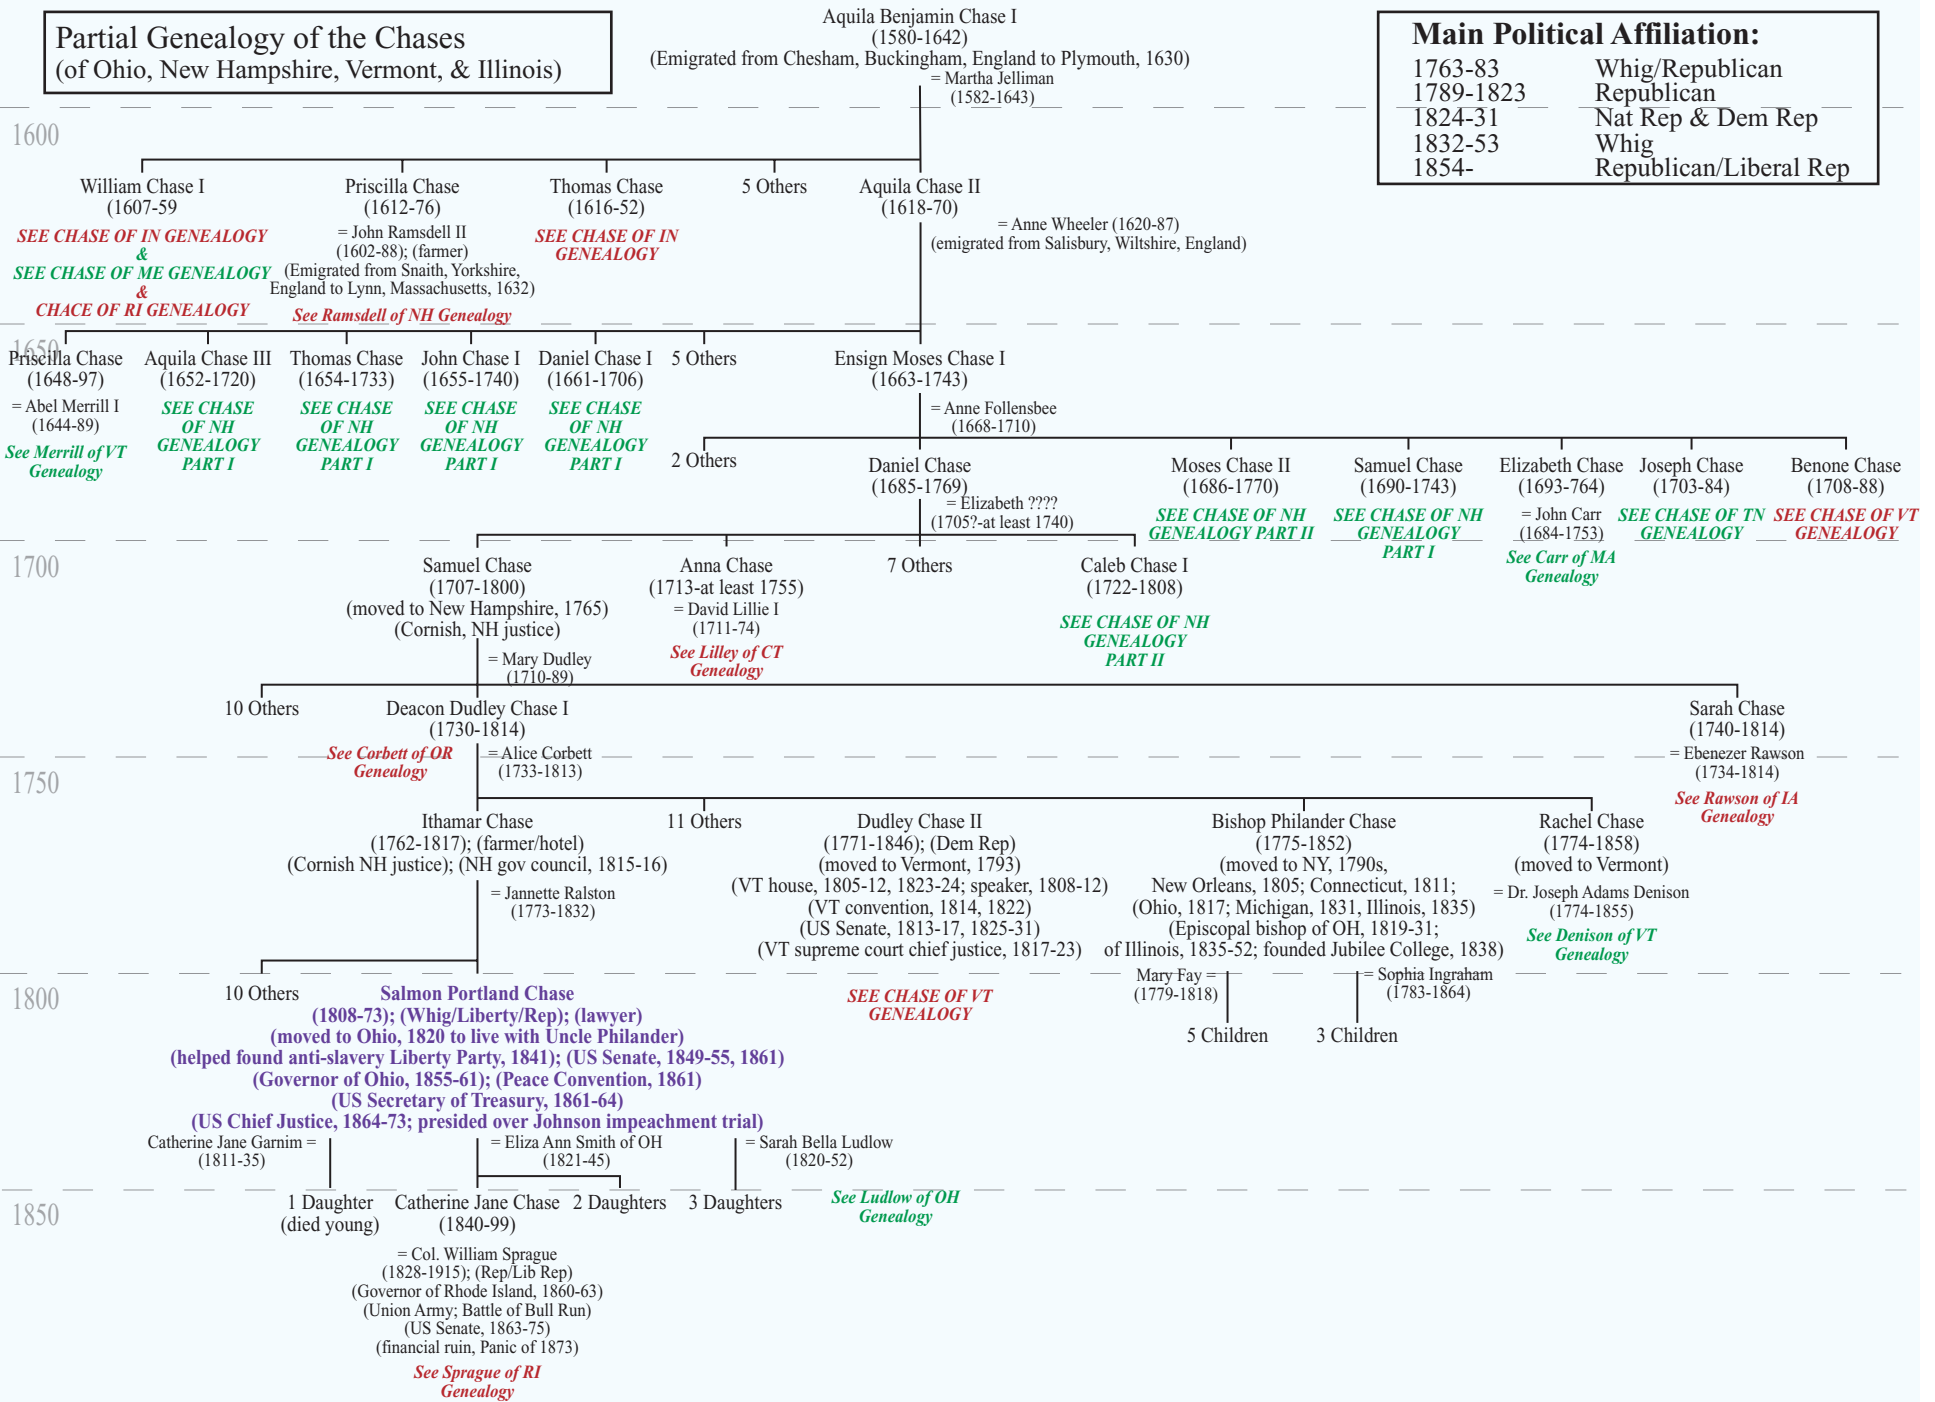 Partial Genealogy of the Chases
(of Ohio, New Hampshire, Vermont, & Illinois)
Aquila Benjamin Chase I
(1580-1642)
(Emigrated from Chesham, Buckingham, England to Plymouth, 1630)
= Martha Jelliman
(1582-1643)
Main Political Affiliation:
1763-83 Whig/Republican
1789-1823 Republican
1824-31 Nat Rep & Dem Rep
1832-53 Whig
1854- Republican/Liberal Rep
1600
William Chase I
(1607-59
SEE CHASE OF IN GENEALOGY
&
SEE CHASE OF ME GENEALOGY
&
CHACE OF RI GENEALOGY
Priscilla Chase
(1612-76)
= John Ramsdell II
(1602-88); (farmer)
(Emigrated from Snaith, Yorkshire,
England to Lynn, Massachusetts, 1632)
See Ramsdell of NH Genealogy
Thomas Chase
(1616-52)
SEE CHASE OF IN
GENEALOGY
5 Others
Aquila Chase II
(1618-70)
= Anne Wheeler (1620-87)
(emigrated from Salisbury, Wiltshire, England)
1650
Priscilla Chase
(1648-97)
= Abel Merrill I
(1644-89)
See Merrill of VT
Genealogy
Aquila Chase III
(1652-1720)
SEE CHASE
OF NH
GENEALOGY
PART I
Thomas Chase
(1654-1733)
SEE CHASE
OF NH
GENEALOGY
PART I
John Chase I
(1655-1740)
SEE CHASE
OF NH
GENEALOGY
PART I
Daniel Chase I
(1661-1706)
SEE CHASE
OF NH
GENEALOGY
PART I
5 Others
Ensign Moses Chase I
(1663-1743)
= Anne Follensbee
(1668-1710)
2 Others
Daniel Chase
(1685-1769)
= Elizabeth ????
(1705?-at least 1740)
Moses Chase II
(1686-1770)
SEE CHASE OF NH
GENEALOGY PART II
Samuel Chase
(1690-1743)
SEE CHASE OF NH
GENEALOGY
PART I
Elizabeth Chase
(1693-764)
= John Carr
(1684-1753)
See Carr of MA
Genealogy
Joseph Chase
(1703-84)
SEE CHASE OF TN
GENEALOGY
Benone Chase
(1708-88)
SEE CHASE OF VT
GENEALOGY
1700
Samuel Chase
(1707-1800)
(moved to New Hampshire, 1765)
(Cornish, NH justice)
= Mary Dudley
(1710-89)
Anna Chase
(1713-at least 1755)
= David Lillie I
(1711-74)
See Lilley of CT
Genealogy
7 Others
Caleb Chase I
(1722-1808)
SEE CHASE OF NH
GENEALOGY
PART II
10 Others
Deacon Dudley Chase I
(1730-1814)
See Corbett of OR
Genealogy
= Alice Corbett
(1733-1813)
Sarah Chase
(1740-1814)
= Ebenezer Rawson
(1734-1814)
See Rawson of IA
Genealogy
1750
Ithamar Chase
(1762-1817); (farmer/hotel)
(Cornish NH justice); (NH gov council, 1815-16)
= Jannette Ralston
(1773-1832)
11 Others
Dudley Chase II
(1771-1846); (Dem Rep)
(moved to Vermont, 1793)
(VT house, 1805-12, 1823-24; speaker, 1808-12)
(VT convention, 1814, 1822)
(US Senate, 1813-17, 1825-31)
(VT supreme court chief justice, 1817-23)
SEE CHASE OF VT
GENEALOGY
Bishop Philander Chase
(1775-1852)
(moved to NY, 1790s,
New Orleans, 1805; Connecticut, 1811;
(Ohio, 1817; Michigan, 1831, Illinois, 1835)
(Episcopal bishop of OH, 1819-31;
of Illinois, 1835-52; founded Jubilee College, 1838)
Mary Fay =
(1779-1818)
= Sophia Ingraham
(1783-1864)
5 Children
3 Children
Rachel Chase
(1774-1858)
(moved to Vermont)
= Dr. Joseph Adams Denison
(1774-1855)
See Denison of VT
Genealogy
1800
10 Others
Salmon Portland Chase
(1808-73); (Whig/Liberty/Rep); (lawyer)
(moved to Ohio, 1820 to live with Uncle Philander)
(helped found anti-slavery Liberty Party, 1841); (US Senate, 1849-55, 1861)
(Governor of Ohio, 1855-61); (Peace Convention, 1861)
(US Secretary of Treasury, 1861-64)
(US Chief Justice, 1864-73; presided over Johnson impeachment trial)
Catherine Jane Garnim =
(1811-35)
= Eliza Ann Smith of OH
(1821-45)
= Sarah Bella Ludlow
(1820-52)
See Ludlow of OH
Genealogy
1850
1 Daughter
(died young)
Catherine Jane Chase
(1840-99)
2 Daughters
3 Daughters
= Col. William Sprague
(1828-1915); (Rep/Lib Rep)
(Governor of Rhode Island, 1860-63)
(Union Army; Battle of Bull Run)
(US Senate, 1863-75)
(financial ruin, Panic of 1873)
See Sprague of RI
Genealogy